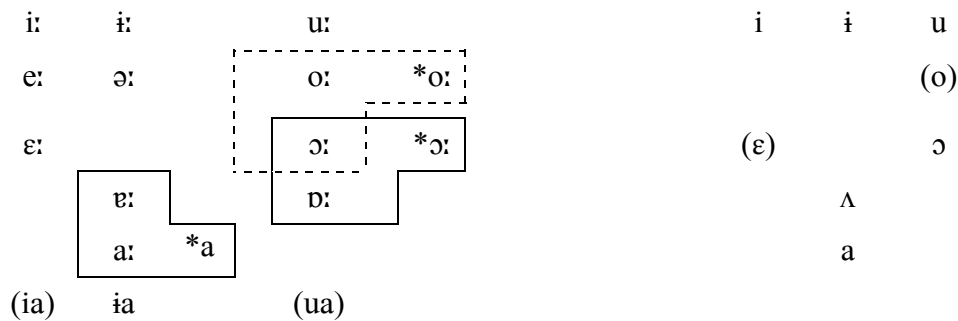 iː ɨː uː i ɨ u
eː əː oː *oː (o)
ɛː ɔː *ɔː (ɛ) ɔ
ɐː ɒː ʌ
aː *a a
(ia) ɨa (ua)